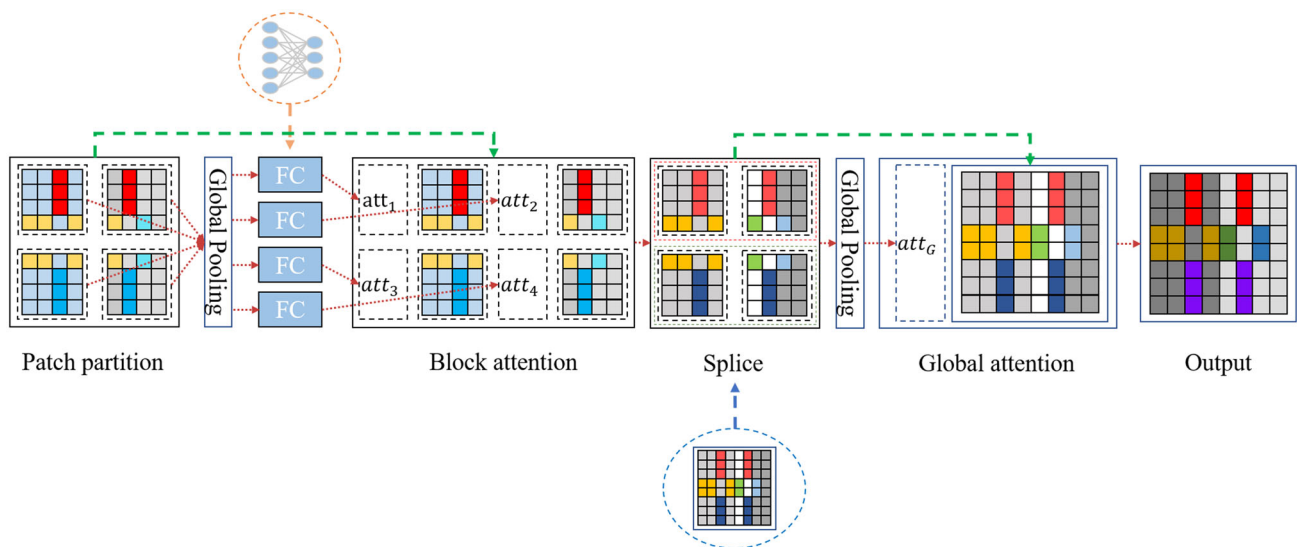 Global Pooling
FC
FC
FC
FC
att₁
att₂
att₃
att₄
Global Pooling
att_G
Patch partition
Block attention
Splice
Global attention
Output